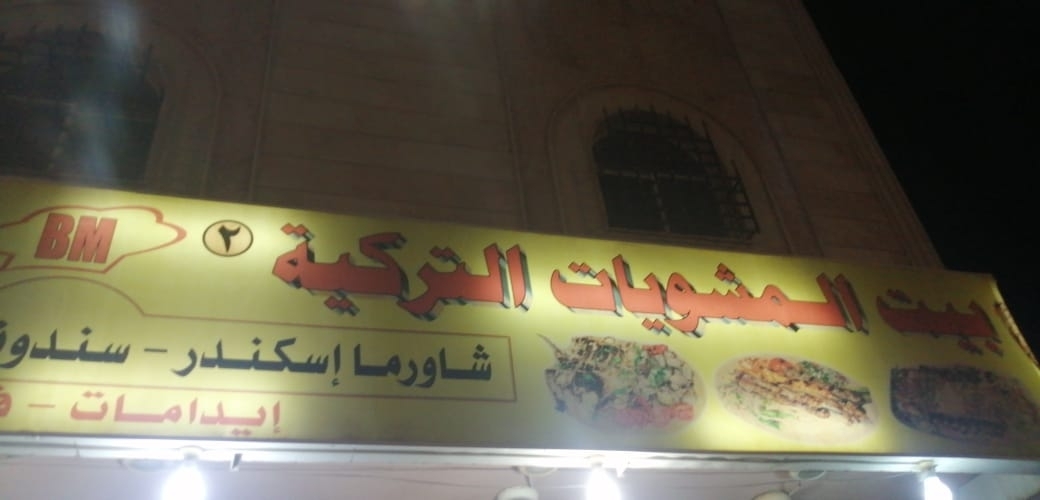 بيت المشويات التركية ٢
BM
شاورما إسكندر -
إيدامات -